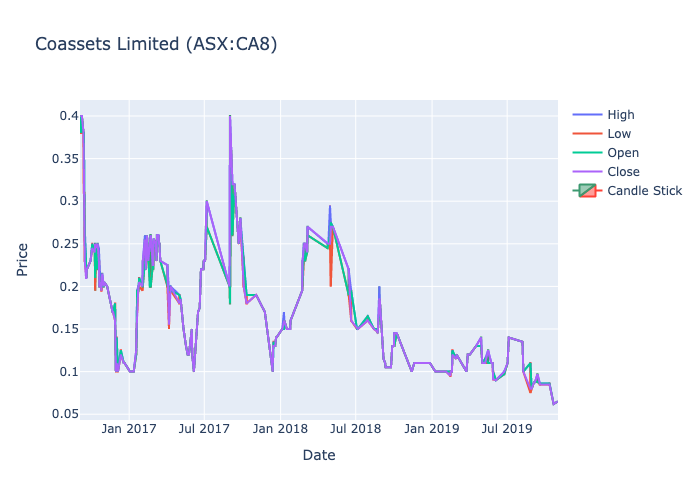 Coassets Limited (ASX:CA8)
High
Low
Open
Close
Candle Stick
Price
0.4
0.35
0.3
0.25
0.2
0.15
0.1
0.05
Jan 2017
Jul 2017
Jan 2018
Jul 2018
Jan 2019
Jul 2019
Date